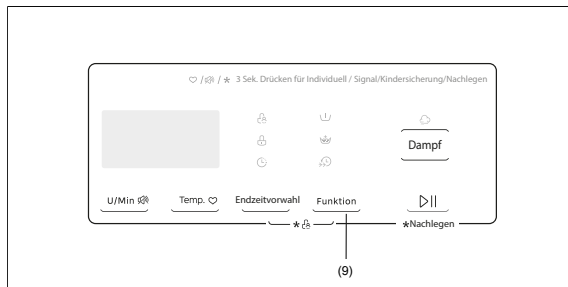 / / * 3 Sek. Drücken für Individuell / Signal/Kindersicherung/Nachlegen
Dampf
U/Min Temp. Endzeitvorwahl Funktion
* *Nachlegen
(9)